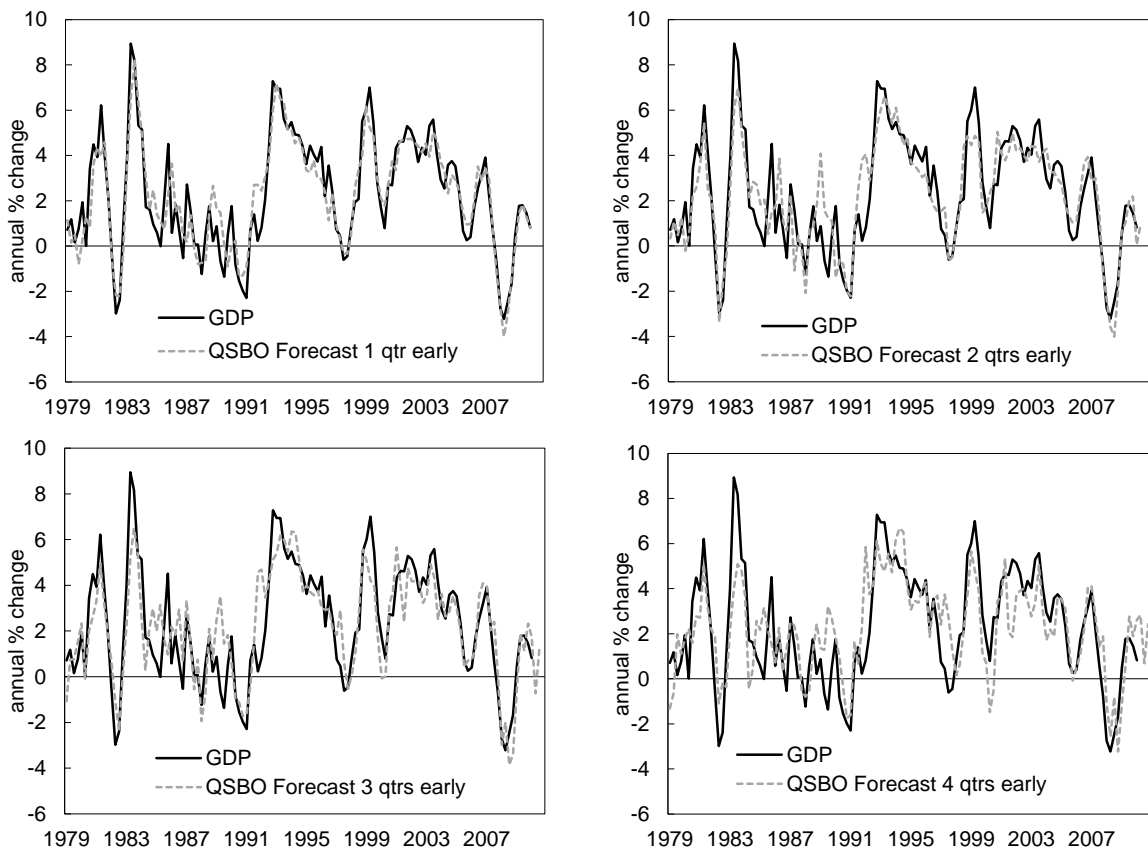 10
8
6
4
2
0
-2
-4
-6
annual % change
GDP
QSBO Forecast 1 qtr early
1979 1983 1987 1991 1995 1999 2003 2007
10
8
6
4
2
0
-2
-4
-6
annual % change
GDP
QSBO Forecast 2 qtrs early
1979 1983 1987 1991 1995 1999 2003 2007
10
8
6
4
2
0
-2
-4
-6
annual % change
GDP
QSBO Forecast 3 qtrs early
1979 1983 1987 1991 1995 1999 2003 2007
10
8
6
4
2
0
-2
-4
-6
annual % change
GDP
QSBO Forecast 4 qtrs early
1979 1983 1987 1991 1995 1999 2003 2007